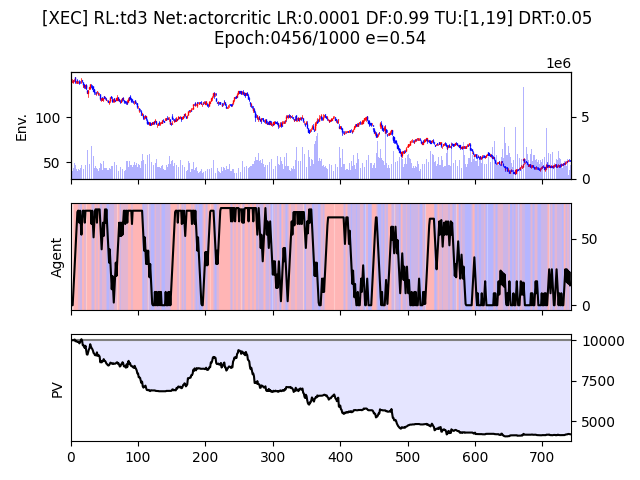 [XEC] RL:td3 Net:actorcritic LR:0.0001 DF:0.99 TU:[1,19] DRT:0.05
Epoch:0456/1000 e=0.54
1e6
Env.
100
50
5
0
Agent
50
0
PV
10000
7500
5000
0 100 200 300 400 500 600 700